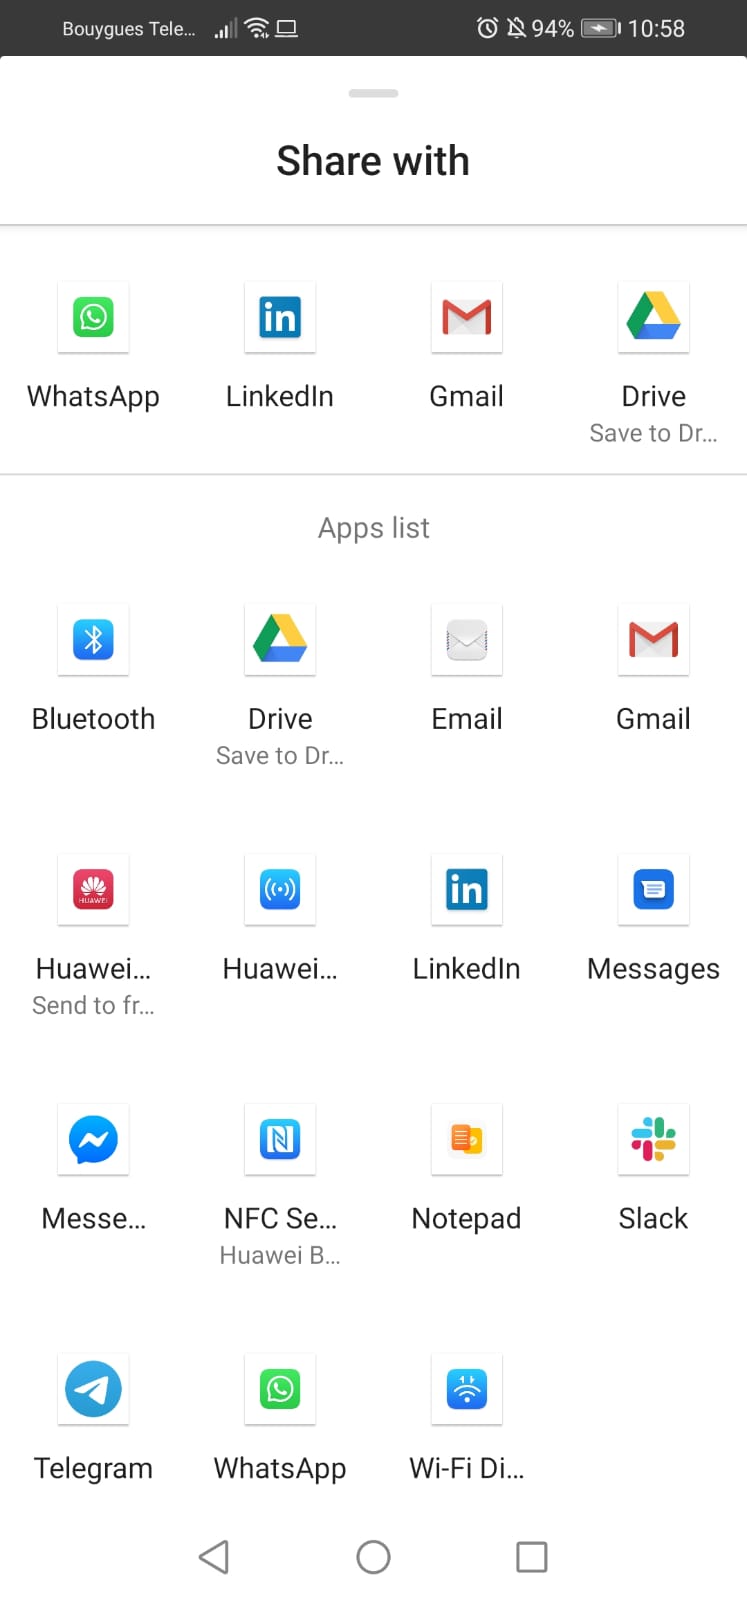 Bouygues Tele... 94% 10:58
Share with
WhatsApp LinkedIn Gmail Drive
Save to Dr...
Apps list
Bluetooth Drive Email Gmail
Save to Dr...
HUAWEI
Huawei... Huawei... LinkedIn Messages
Send to fr...
Messe... NFC Se... Notepad Slack
Huawei B...
Telegram WhatsApp Wi-Fi Di...